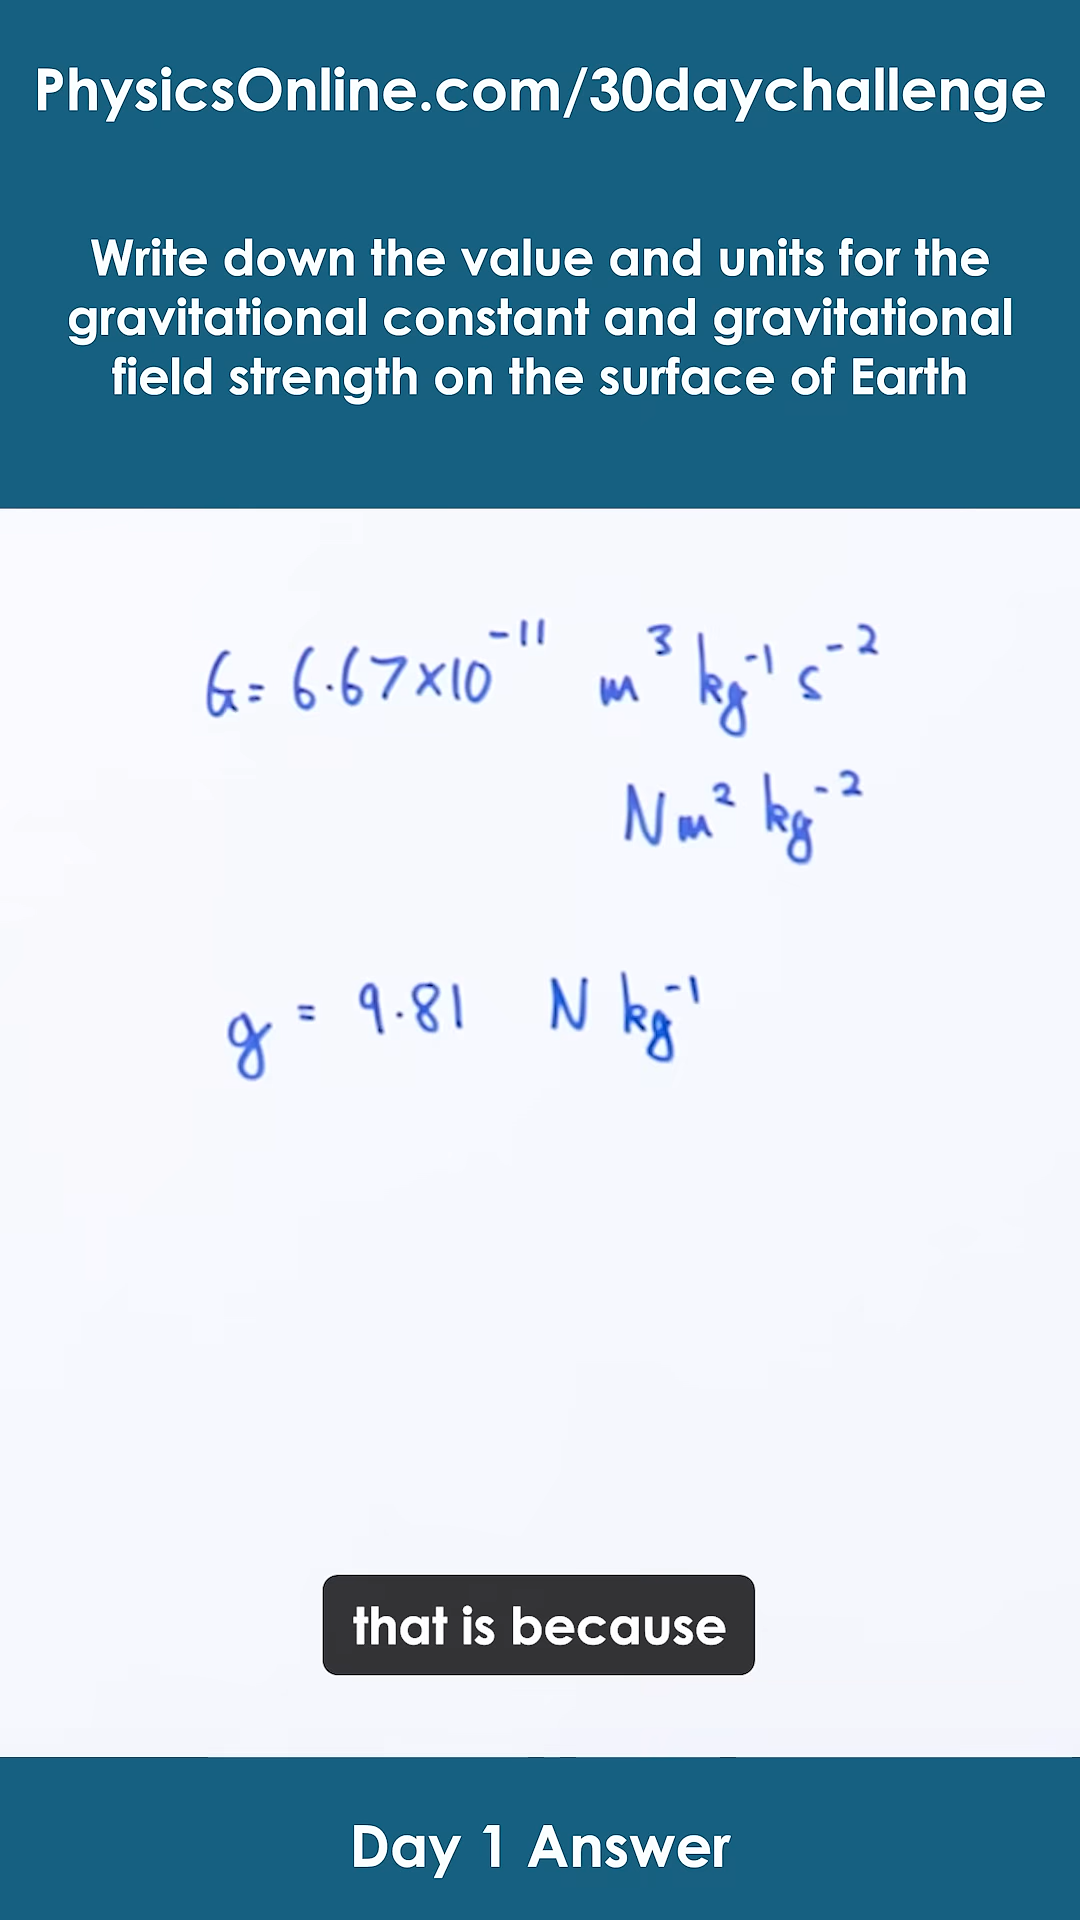 PhysicsOnline.com/30daychallenge
Write down the value and units for the
gravitational constant and gravitational
field strength on the surface of Earth
G = 6.67×10⁻¹¹ m³ kg⁻¹ s⁻²
Nm² kg⁻²
g = 9.81 N kg⁻¹
that is because
Day 1 Answer